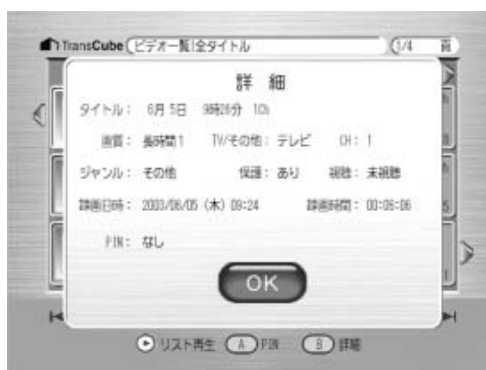 TransCube ビデオ一覧|全タイトル 1/4 頁
詳 細
タイトル: 6月 5日 9時26分 1Ch
画質: 長時間1 TV/その他: テレビ CH: 1
ジャンル: その他 保護: あり 視聴: 未視聴
録画日時: 2003/06/05 (木) 09:24 録画時間: 00:06:06
PIN: なし
OK
リスト再生 A PIN B 詳細